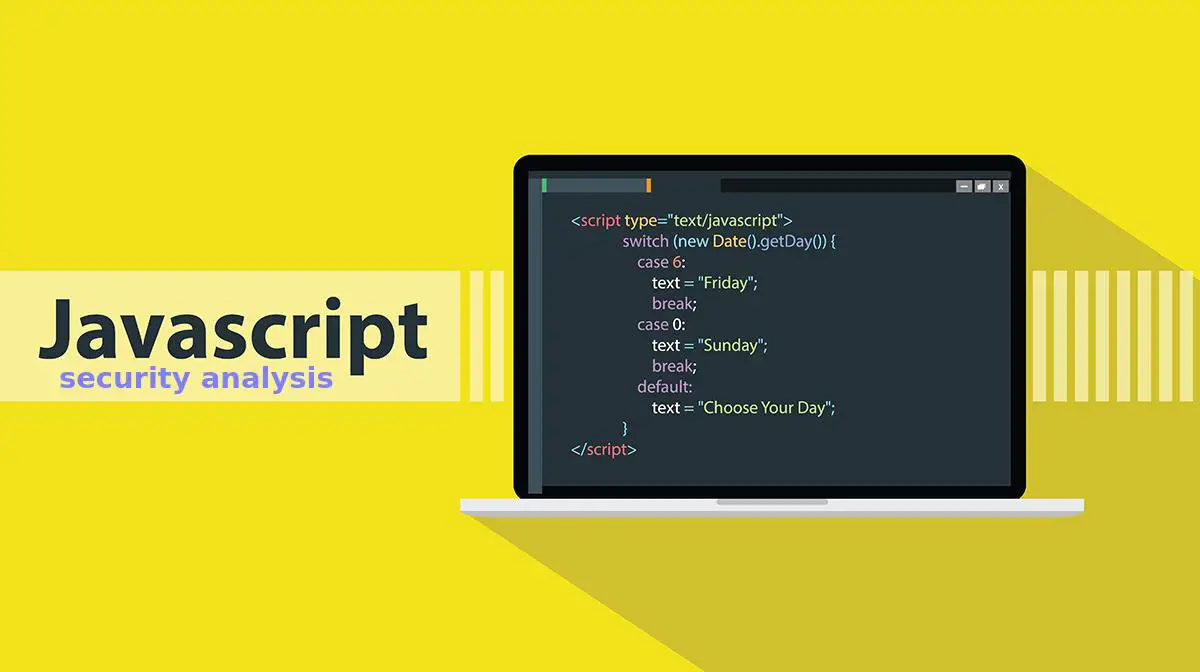 Javascript
security analysis
<script type="text/javascript">
switch (new Date().getDay()) {
case 6:
text = "Friday";
break;
case 0:
text = "Sunday";
break;
default:
text = "Choose Your Day";
}
</script>